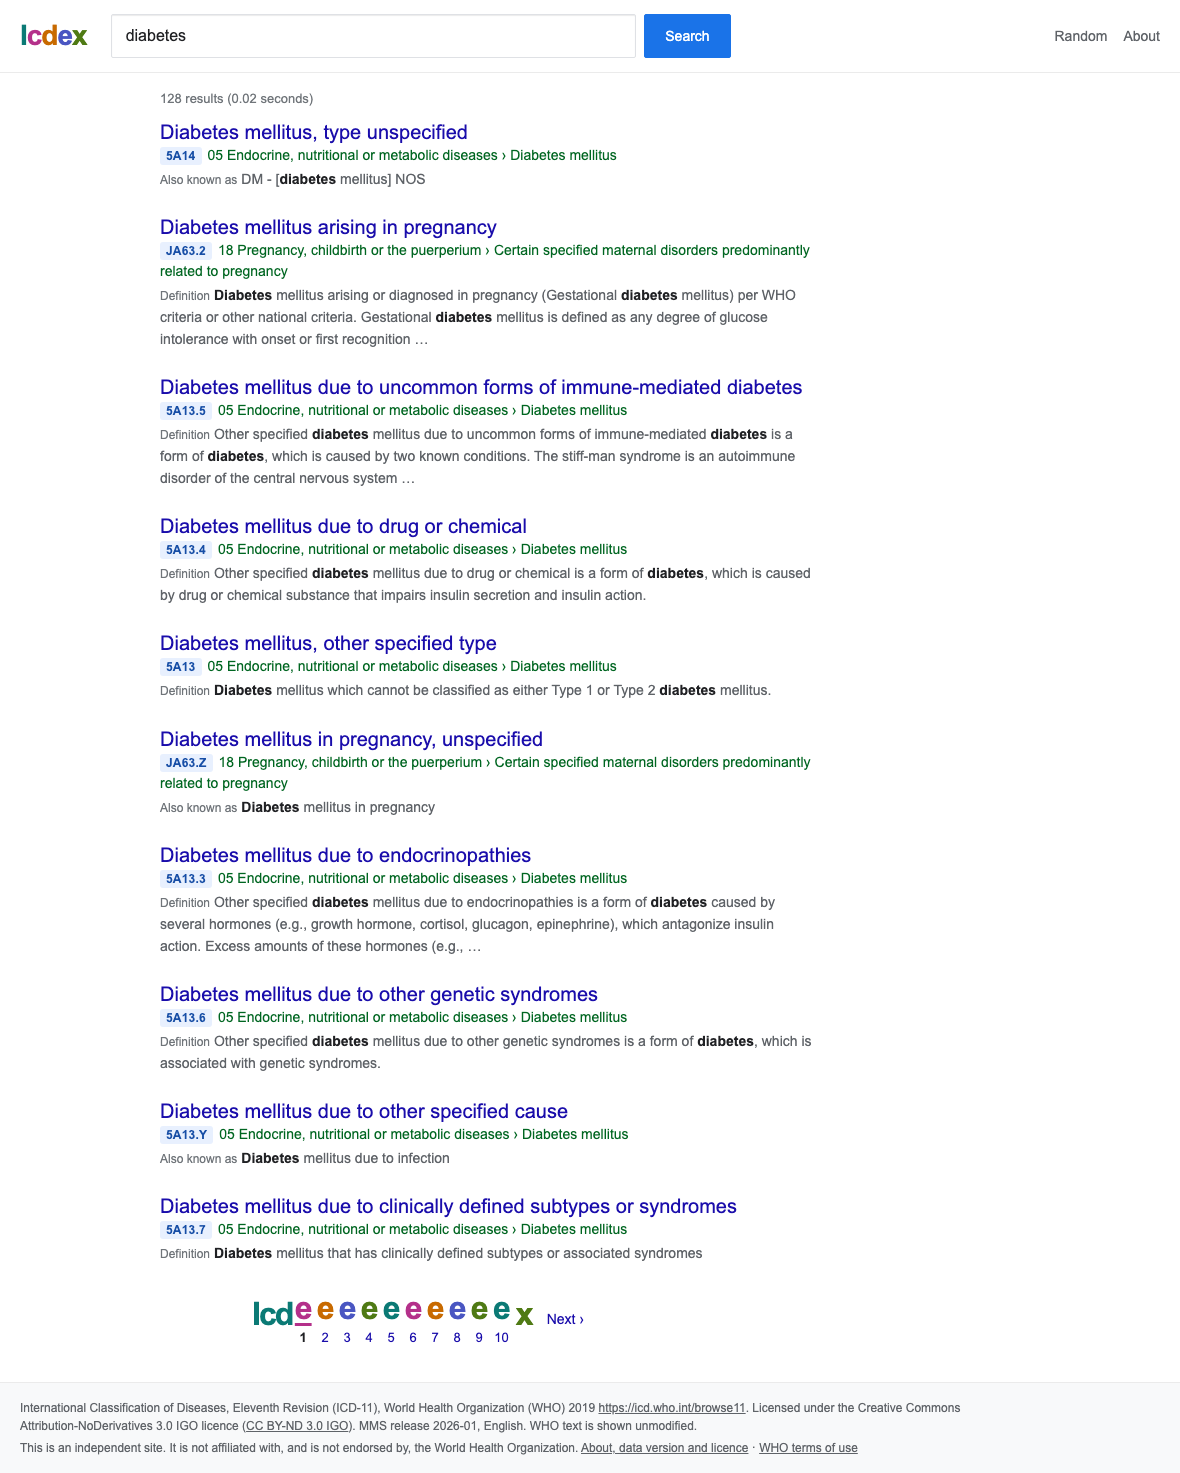 Icdex
diabetes
Search
Random
About
128 results (0.02 seconds)
Diabetes mellitus, type unspecified
5A14 05 Endocrine, nutritional or metabolic diseases › Diabetes mellitus
Also known as DM - [diabetes mellitus] NOS
Diabetes mellitus arising in pregnancy
JA63.2 18 Pregnancy, childbirth or the puerperium › Certain specified maternal disorders predominantly
related to pregnancy
Definition Diabetes mellitus arising or diagnosed in pregnancy (Gestational diabetes mellitus) per WHO
criteria or other national criteria. Gestational diabetes mellitus is defined as any degree of glucose
intolerance with onset or first recognition …
Diabetes mellitus due to uncommon forms of immune-mediated diabetes
5A13.5 05 Endocrine, nutritional or metabolic diseases › Diabetes mellitus
Definition Other specified diabetes mellitus due to uncommon forms of immune-mediated diabetes is a
form of diabetes, which is caused by two known conditions. The stiff-man syndrome is an autoimmune
disorder of the central nervous system …
Diabetes mellitus due to drug or chemical
5A13.4 05 Endocrine, nutritional or metabolic diseases › Diabetes mellitus
Definition Other specified diabetes mellitus due to drug or chemical is a form of diabetes, which is caused
by drug or chemical substance that impairs insulin secretion and insulin action.
Diabetes mellitus, other specified type
5A13 05 Endocrine, nutritional or metabolic diseases › Diabetes mellitus
Definition Diabetes mellitus which cannot be classified as either Type 1 or Type 2 diabetes mellitus.
Diabetes mellitus in pregnancy, unspecified
JA63.Z 18 Pregnancy, childbirth or the puerperium › Certain specified maternal disorders predominantly
related to pregnancy
Also known as Diabetes mellitus in pregnancy
Diabetes mellitus due to endocrinopathies
5A13.3 05 Endocrine, nutritional or metabolic diseases › Diabetes mellitus
Definition Other specified diabetes mellitus due to endocrinopathies is a form of diabetes caused by
several hormones (e.g., growth hormone, cortisol, glucagon, epinephrine), which antagonize insulin
action. Excess amounts of these hormones (e.g., …
Diabetes mellitus due to other genetic syndromes
5A13.6 05 Endocrine, nutritional or metabolic diseases › Diabetes mellitus
Definition Other specified diabetes mellitus due to other genetic syndromes is a form of diabetes, which is
associated with genetic syndromes.
Diabetes mellitus due to other specified cause
5A13.Y 05 Endocrine, nutritional or metabolic diseases › Diabetes mellitus
Also known as Diabetes mellitus due to infection
Diabetes mellitus due to clinically defined subtypes or syndromes
5A13.7 05 Endocrine, nutritional or metabolic diseases › Diabetes mellitus
Definition Diabetes mellitus that has clinically defined subtypes or associated syndromes
Icdeeeeeeeeeex Next ›
1 2 3 4 5 6 7 8 9 10
International Classification of Diseases, Eleventh Revision (ICD-11), World Health Organization (WHO) 2019 https://icd.who.int/browse11. Licensed under the Creative Commons
Attribution-NoDerivatives 3.0 IGO licence (CC BY-ND 3.0 IGO). MMS release 2026-01, English. WHO text is shown unmodified.
This is an independent site. It is not affiliated with, and is not endorsed by, the World Health Organization. About, data version and licence · WHO terms of use